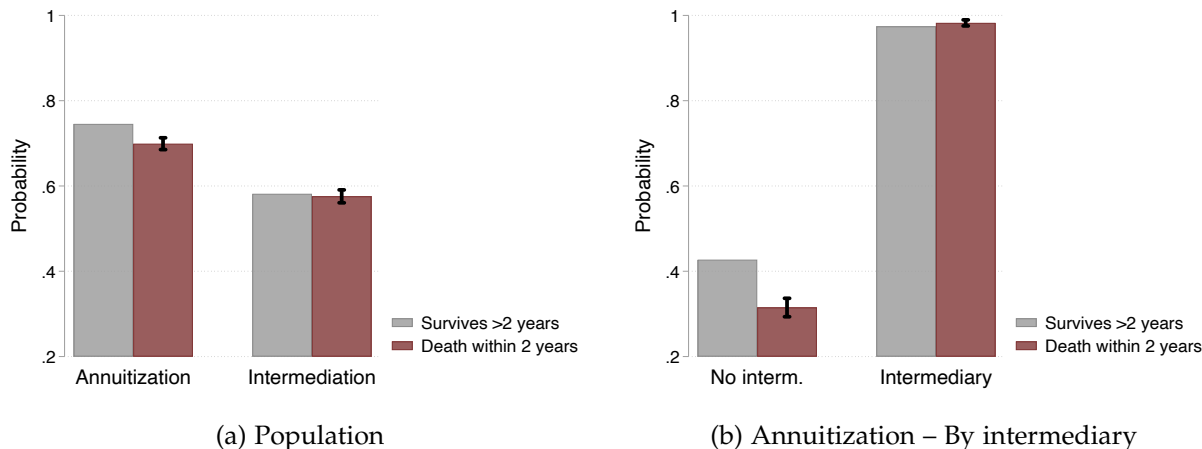 1
.8
.6
.4
.2
Probability
Annuitization
Intermediation
Survives >2 years
Death within 2 years
(a) Population
1
.8
.6
.4
.2
Probability
No interm.
Intermediary
Survives >2 years
Death within 2 years
(b) Annuitization – By intermediary